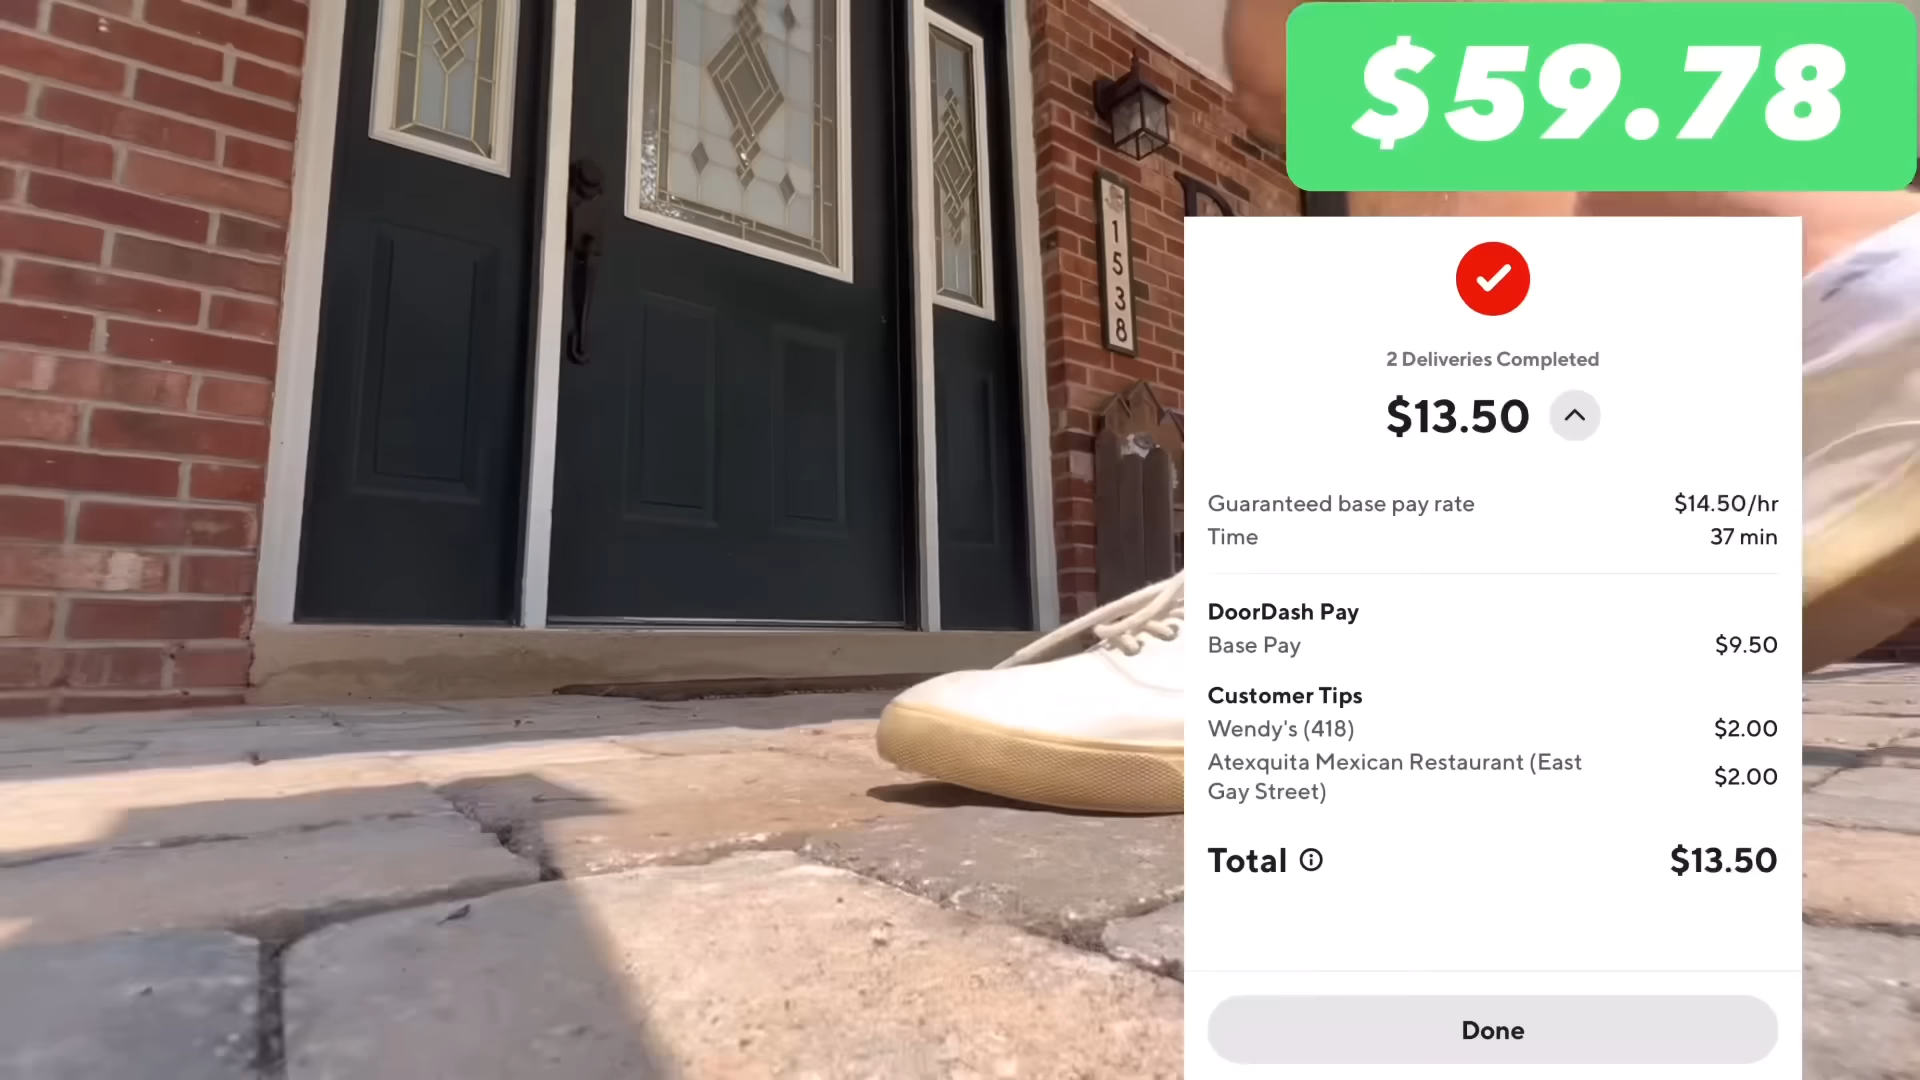 $59.78
1538
2 Deliveries Completed
$13.50
Guaranteed base pay rate $14.50/hr
Time 37 min
DoorDash Pay
Base Pay $9.50
Customer Tips
Wendy's (418) $2.00
Atexquita Mexican Restaurant (East
Gay Street) $2.00
Total $13.50
Done